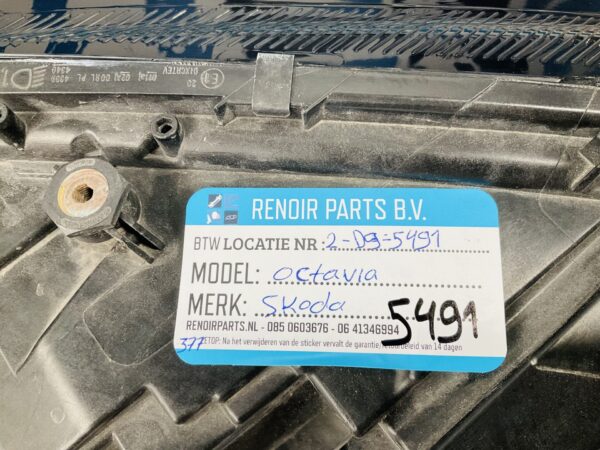 RENOIR PARTS B.V.
BTW LOCATIE NR : 2-D9-5491
MODEL: Octavia
MERK: Skoda
5491
RENOIRPARTS.NL - 085 0603676 - 06 41346994
377
Na het verwijderen van de sticker vervalt de garantie/retourbeleid van 14 dagen